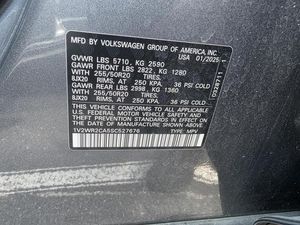 MFD. BY VOLKSWAGEN GROUP OF AMERICA, INC.
USA 01/2025
GVWR LBS 5710, KG 2590
GAWR FRONT LBS 2822, KG 1280
WITH 255/50R20 TIRES,
8JX20 RIMS AT 250 KPA, 36 PSI COLD
GAWR REAR LBS 2998, KG 1360
WITH 255/50R20 TIRES,
8JX20 RIMS AT 250 KPA, 36 PSI COLD
THIS VEHICLE CONFORMS TO ALL APPLICABLE
FEDERAL MOTOR VEHICLE SAFETY
STANDARDS IN EFFECT ON THE DATE OF
MANUFACTURE SHOWN ABOVE.
1V2WR2CA5SC527676 TYPE: MPV